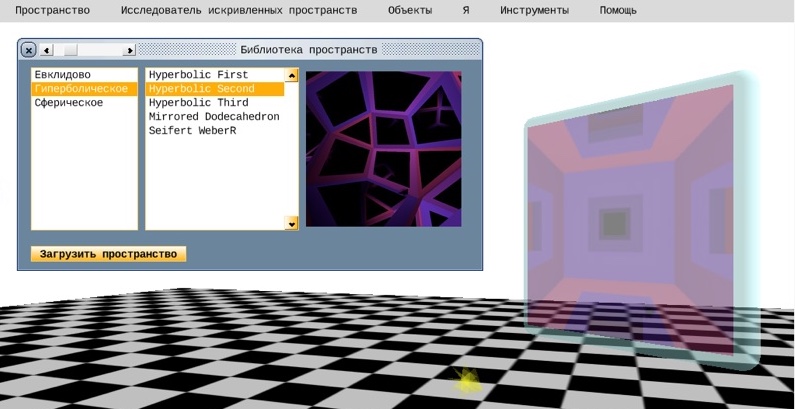 Пространство Исследователь искривленных пространств Объекты Я Инструменты Помощь
Библиотека пространств
Евклидово
Гиперболическое
Сферическое
Hyperbolic First
Hyperbolic Second
Hyperbolic Third
Mirrored Dodecahedron
Seifert WeberR
Загрузить пространство